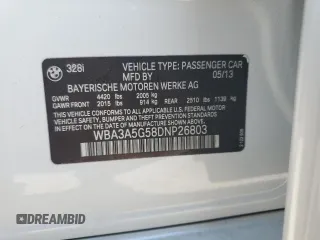 328i
VEHICLE TYPE: PASSENGER CAR
05/13
MFD BY:
BAYERISCHE MOTOREN WERKE AG
GVWR 4420 lbs 2005 kg
GAWR FRONT 2015 lbs 914 kg REAR 2510 lbs 1139 kg
THIS VEHICLE CONFORMS TO ALL APPLICABLE FEDERAL MOTOR VEHICLE SAFETY, BUMPER AND THEFT PREVENTION STANDARDS IN EFFECT ON THE DATE OF MANUFACTURE SHOWN ABOVE.
WBA3A5G58DNP26803
DREAMBID